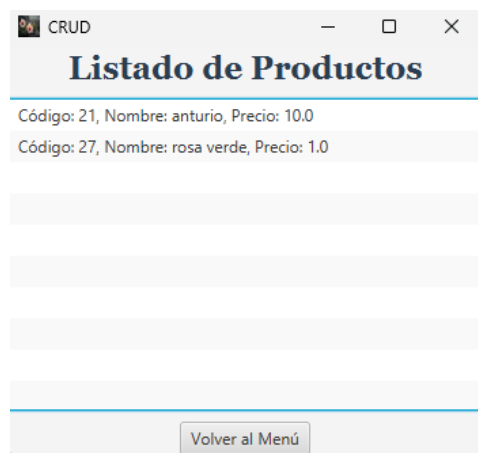 CRUD
Listado de Productos
Código: 21, Nombre: anturio, Precio: 10.0
Código: 27, Nombre: rosa verde, Precio: 1.0
Volver al Menú